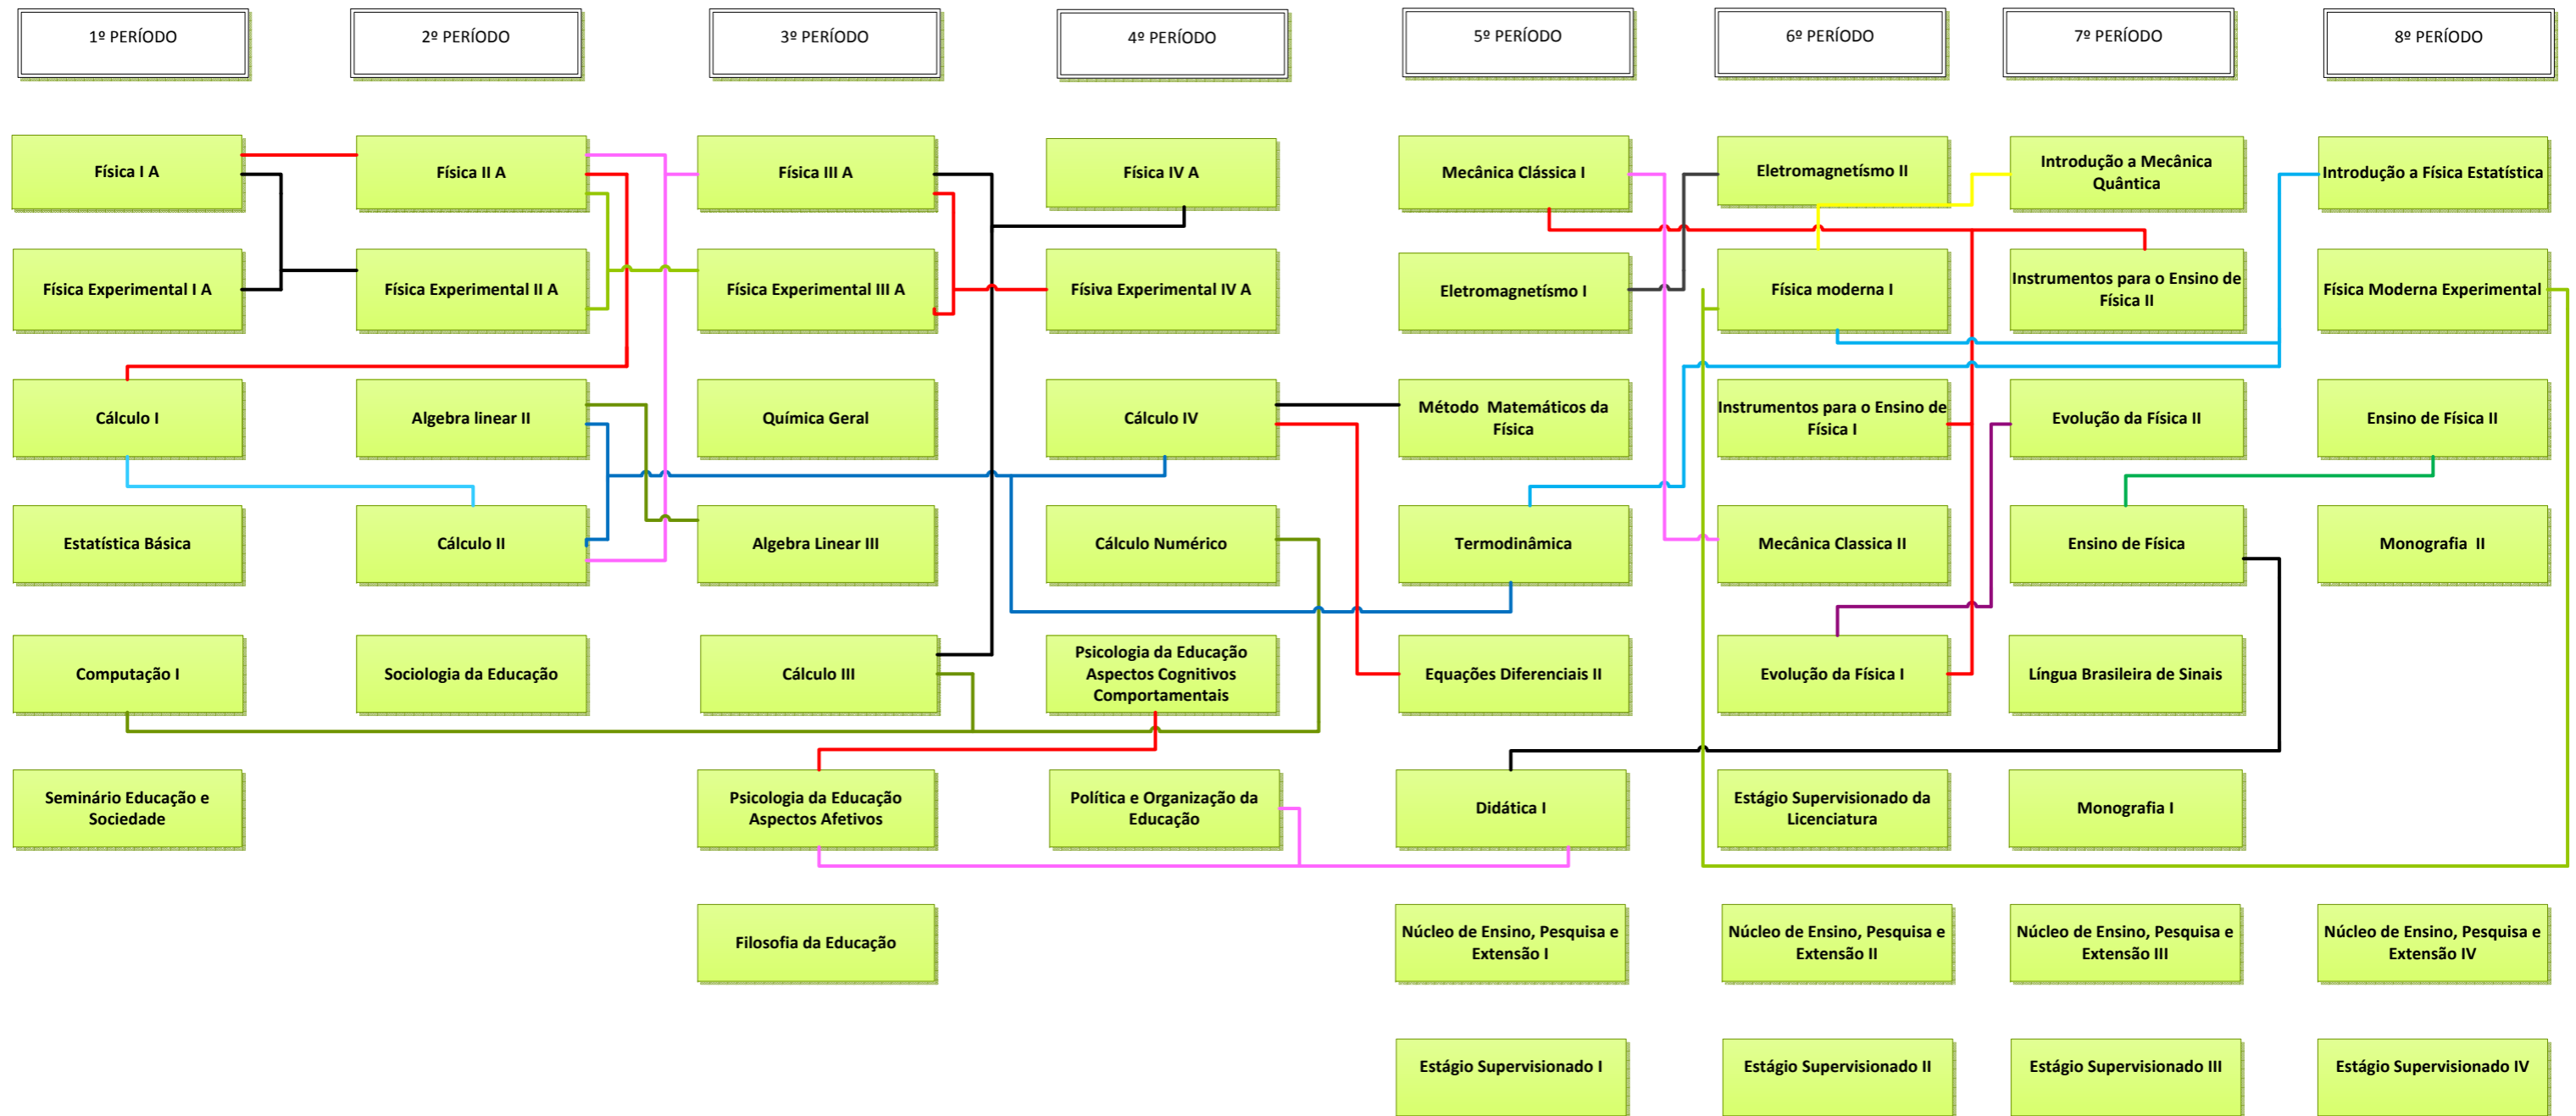 1º PERÍODO
2º PERÍODO
3º PERÍODO
4º PERÍODO
5º PERÍODO
6º PERÍODO
7º PERÍODO
8º PERÍODO
Física I A
Física II A
Física III A
Física IV A
Mecânica Clássica I
Eletromagnetísmo II
Introdução a Mecânica
Quântica
Introdução a Física Estatística
Física Experimental I A
Física Experimental II A
Física Experimental III A
Físiva Experimental IV A
Eletromagnetísmo I
Física moderna I
Instrumentos para o Ensino de
Física II
Física Moderna Experimental
Cálculo I
Algebra linear II
Química Geral
Cálculo IV
Método Matemáticos da
Física
Instrumentos para o Ensino de
Física I
Evolução da Física II
Ensino de Física II
Estatística Básica
Cálculo II
Algebra Linear III
Cálculo Numérico
Termodinâmica
Mecânica Classica II
Ensino de Física
Monografia II
Computação I
Sociologia da Educação
Cálculo III
Psicologia da Educação
Aspectos Cognitivos
Comportamentais
Equações Diferenciais II
Evolução da Física I
Língua Brasileira de Sinais
Seminário Educação e
Sociedade
Psicologia da Educação
Aspectos Afetivos
Política e Organização da
Educação
Didática I
Estágio Supervisionado da
Licenciatura
Monografia I
Filosofia da Educação
Núcleo de Ensino, Pesquisa e
Extensão I
Núcleo de Ensino, Pesquisa e
Extensão II
Núcleo de Ensino, Pesquisa e
Extensão III
Núcleo de Ensino, Pesquisa e
Extensão IV
Estágio Supervisionado I
Estágio Supervisionado II
Estágio Supervisionado III
Estágio Supervisionado IV